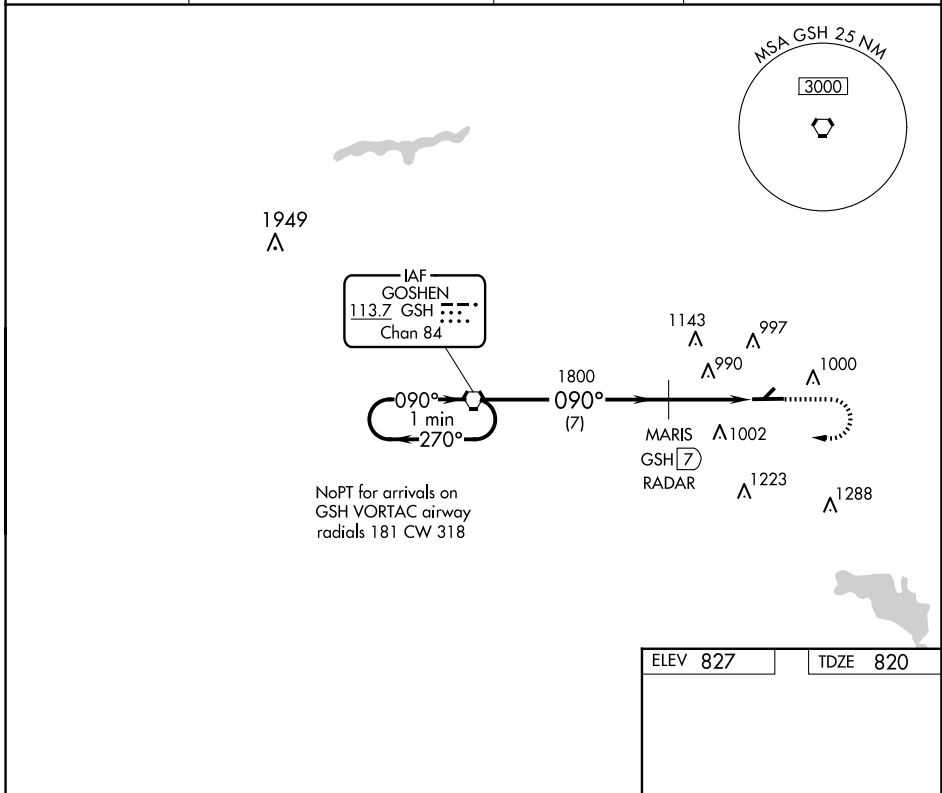 MSA GSH 25 NM
3000
1949
IAF
GOSHEN
113.7 GSH
Chan 84
1143
997
990
1000
1800
090°
090°
(7)
1 min
270°
MARIS
GSH 7
RADAR
1002
1223
1288
NoPT for arrivals on
GSH VORTAC airway
radials 181 CW 318
ELEV 827
TDZE 820